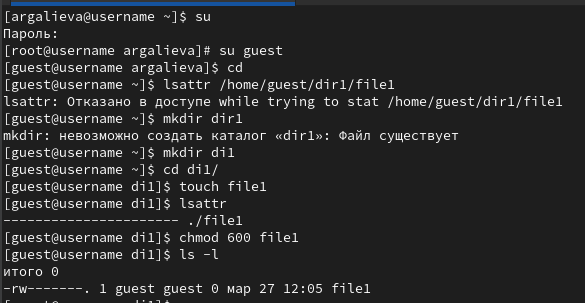 [argalieva@username ~]$ su
Пароль:
[root@username argalieva]# su guest
[guest@username argalieva]$ cd
[guest@username ~]$ lsattr /home/guest/dir1/file1
lsattr: Отказано в доступе while trying to stat /home/guest/dir1/file1
[guest@username ~]$ mkdir dir1
mkdir: невозможно создать каталог «dir1»: Файл существует
[guest@username ~]$ mkdir di1
[guest@username ~]$ cd di1/
[guest@username di1]$ touch file1
[guest@username di1]$ lsattr
---------------------- ./file1
[guest@username di1]$ chmod 600 file1
[guest@username di1]$ ls -l
итого 0
-rw-------. 1 guest guest 0 мар 27 12:05 file1
[guest@username di1]$